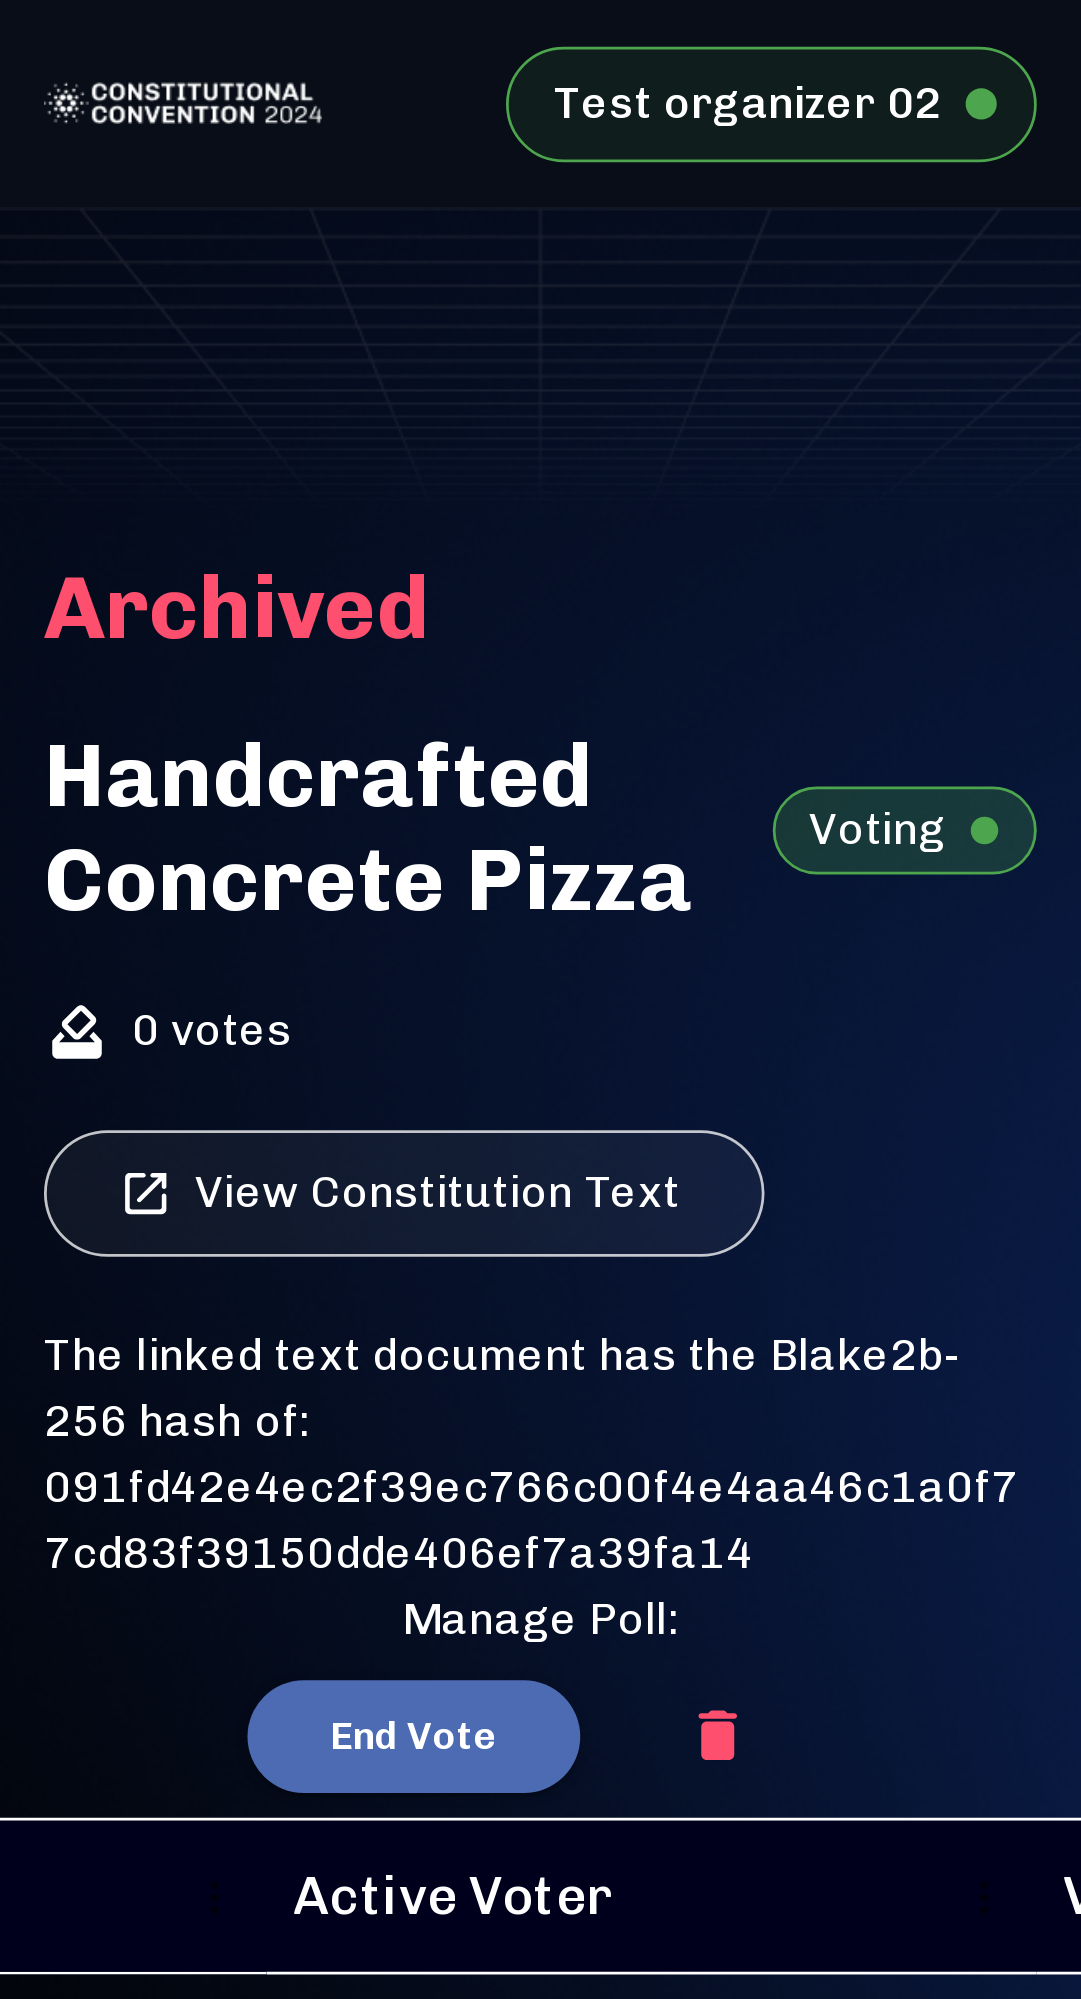 CONSTITUTIONAL
CONVENTION 2024
Test organizer 02
Archived
Handcrafted
Concrete Pizza
Voting
0 votes
View Constitution Text
The linked text document has the Blake2b-
256 hash of:
091fd42e4ec2f39ec766c00f4e4aa46c1a0f7
7cd83f39150dde406ef7a39fa14
Manage Poll:
End Vote
Active Voter